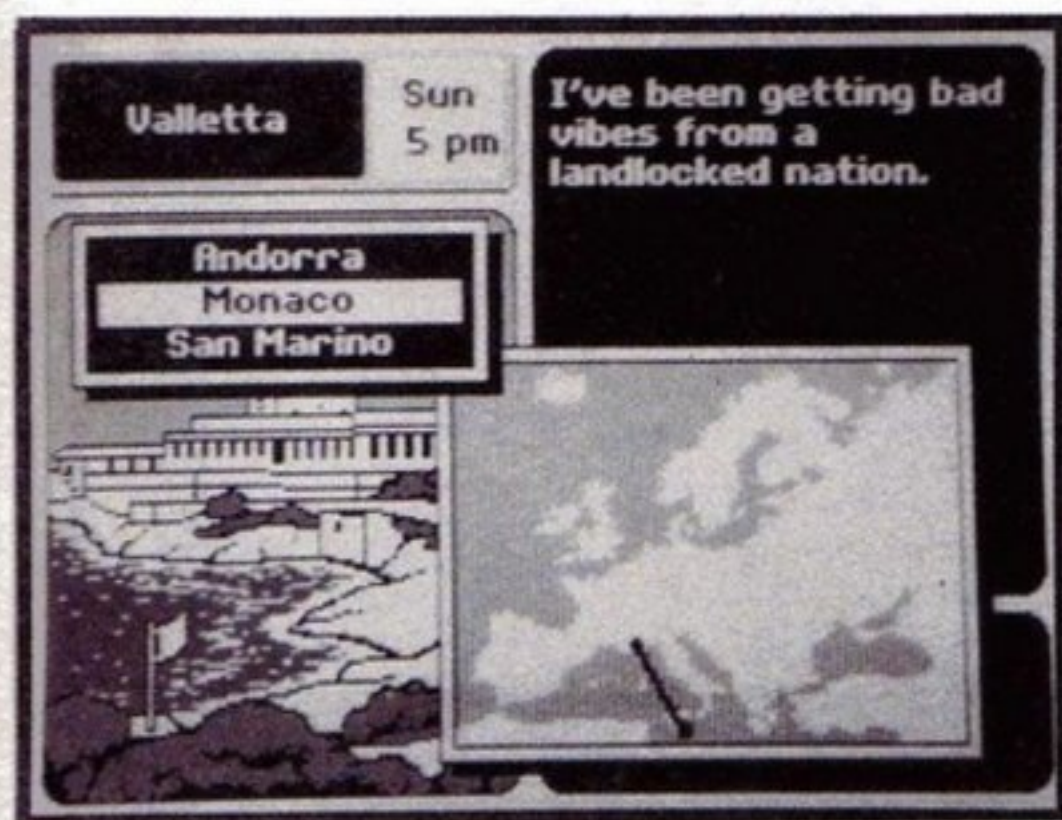 Valletta
Sun
5 pm
I've been getting bad
vibes from a
landlocked nation.
Andorra
Monaco
San Marino